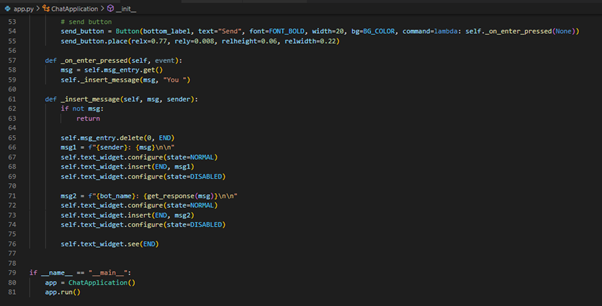 app.py > ChatApplication > __init__
53 # send button
54 send_button = Button(bottom_label, text="Send", font=FONT_BOLD, width=20, bg=BG_COLOR, command=lambda: self._on_enter_pressed(None))
55 send_button.place(relx=0.77, rely=0.008, relheight=0.06, relwidth=0.22)
56
57 def _on_enter_pressed(self, event):
58 msg = self.msg_entry.get()
59 self._insert_message(msg, "You ")
60
61 def _insert_message(self, msg, sender):
62 if not msg:
63 return
64
65 self.msg_entry.delete(0, END)
66 msg1 = f"{sender}: {msg}\n\n"
67 self.text_widget.configure(state=NORMAL)
68 self.text_widget.insert(END, msg1)
69 self.text_widget.configure(state=DISABLED)
70
71 msg2 = f"{bot_name}: {get_response(msg)}\n\n"
72 self.text_widget.configure(state=NORMAL)
73 self.text_widget.insert(END, msg2)
74 self.text_widget.configure(state=DISABLED)
75
76 self.text_widget.see(END)
77
78
79 if __name__ == "__main__":
80 app = ChatApplication()
81 app.run()